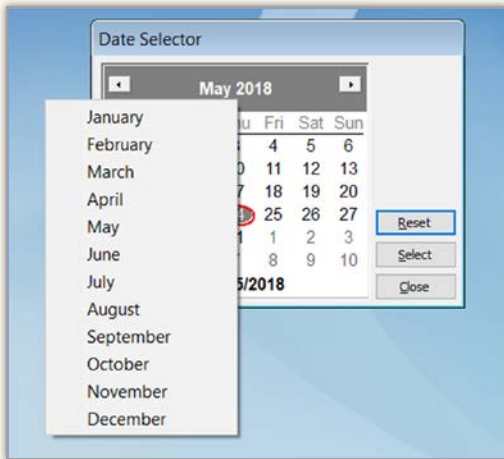 Date Selector
May 2018
Fri Sat Sun
4 5 6
11 12 13
18 19 20
25 26 27
1 2 3
8 9 10
5/2018
Reset
Select
Close
January
February
March
April
May
June
July
August
September
October
November
December